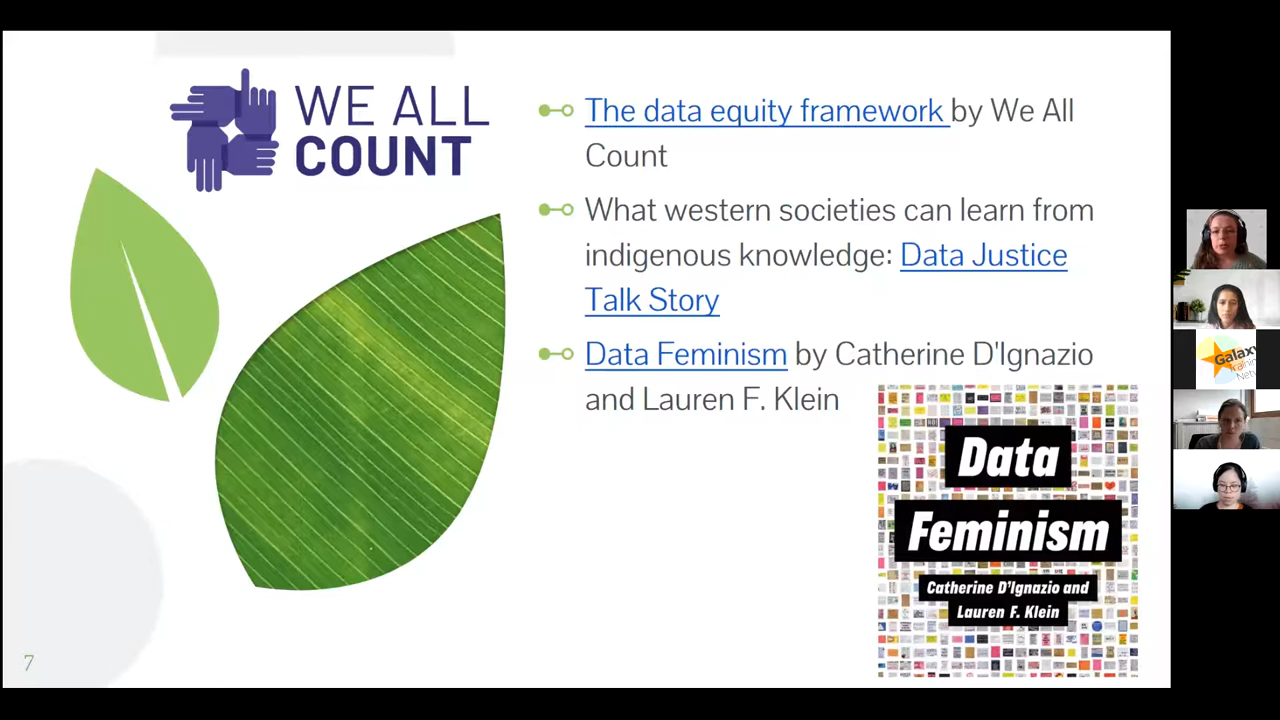 WE ALL
COUNT
The data equity framework by We All
Count
What western societies can learn from
indigenous knowledge: Data Justice
Talk Story
Data Feminism by Catherine D'Ignazio
and Lauren F. Klein
Data
Feminism
Catherine D'Ignazio and
Lauren F. Klein
7
Galaxy
Training